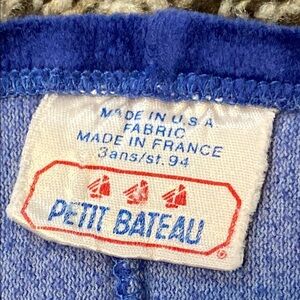 MADE IN U.S.A
FABRIC
MADE IN FRANCE
3ans/st.94
PETIT BATEAU
®